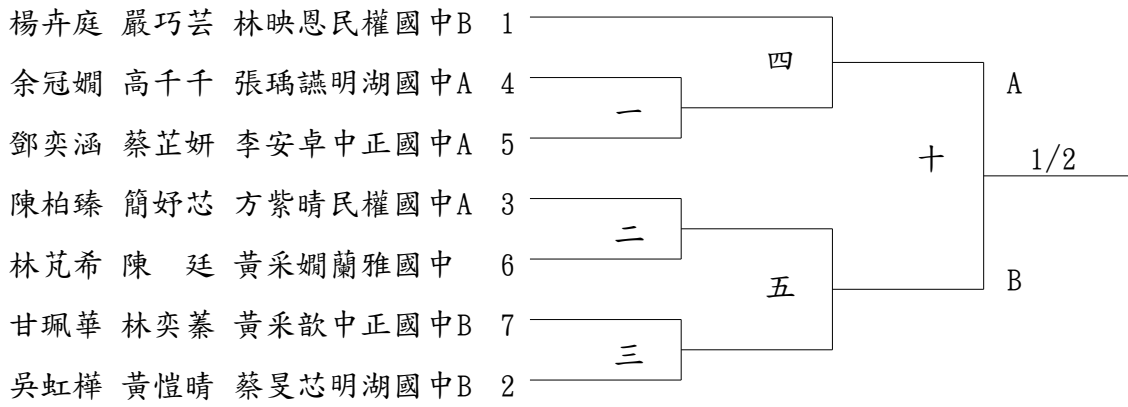 楊卉庭 嚴巧芸 林映恩民權國中B 1
四
余冠嫺 高千千 張瑀讌明湖國中A 4
A
一
鄧奕涵 蔡芷妍 李安卓中正國中A 5
十 1/2
陳柏臻 簡妤芯 方紫晴民權國中A 3
二
林芃希 陳　廷 黃采嫺蘭雅國中 6
五
B
甘珮華 林奕蓁 黃采歆中正國中B 7
三
吳虹樺 黃愷晴 蔡旻芯明湖國中B 2